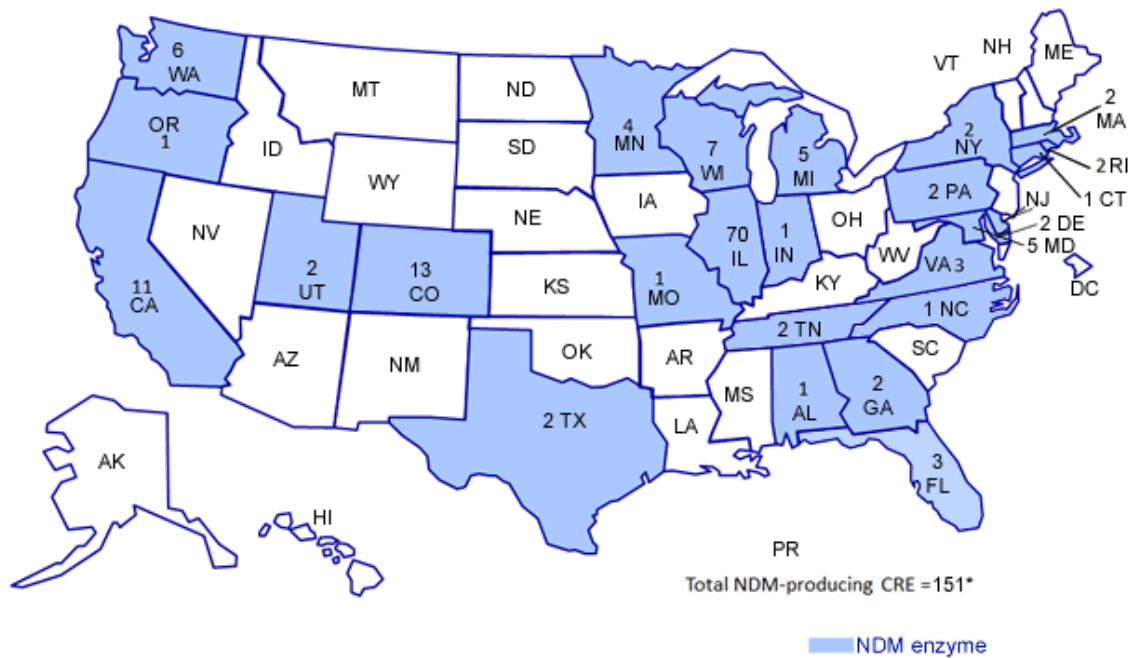 6
WA
OR
1
MT
ID
WY
NV
11
CA
2
UT
13
CO
AZ
NM
ND
SD
NE
KS
OK
2 TX
4
MN
IA
1
MO
AR
LA
7
WI
70
IL
5
MI
1
IN
OH
KY
WV
2 TN
MS
1
AL
2
GA
3
FL
SC
1 NC
VA 3
2 PA
2
NY
VT
NH
ME
2
MA
2 RI
1 CT
NJ
2 DE
5 MD
DC
AK
HI
PR
Total NDM-producing CRE =151*
NDM enzyme